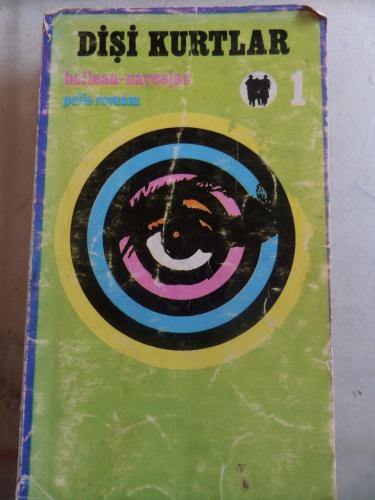 DİŞİ KURTLAR
boileau-narcejac
polis romanı
1